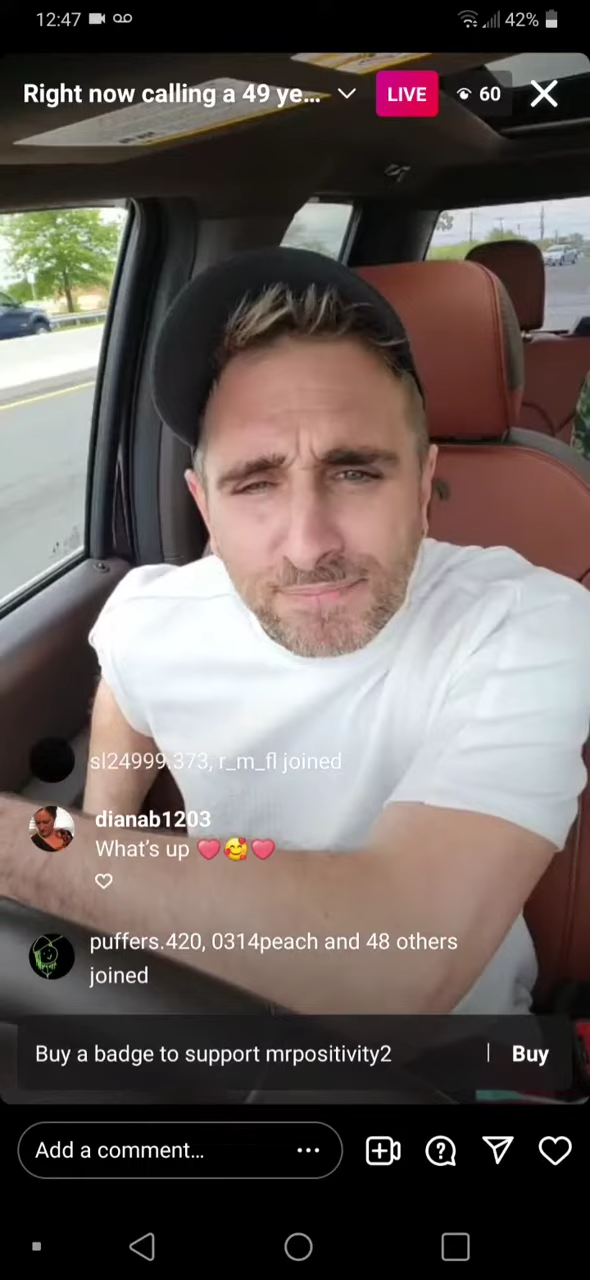 12:47
42%
Right now calling a 49 ye...
LIVE
60
sl24999.373, r_m_fl joined
dianab1203
What's up ❤️🥰❤️
puffers.420, 0314peach and 48 others
joined
Buy a badge to support mrpositivity2 | Buy
Add a comment...